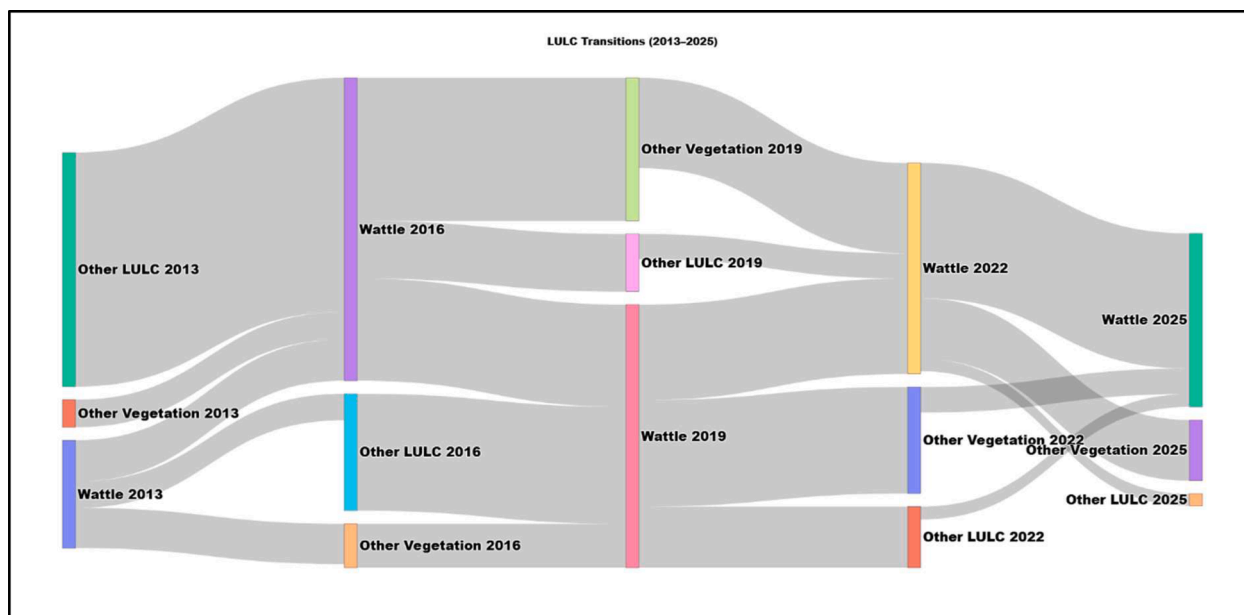 LULC Transitions (2013–2025)
Other LULC 2013
Other Vegetation 2013
Wattle 2013
Wattle 2016
Other LULC 2016
Other Vegetation 2016
Other Vegetation 2019
Other LULC 2019
Wattle 2019
Wattle 2022
Other Vegetation 2022
Other LULC 2022
Wattle 2025
Other Vegetation 2025
Other LULC 2025